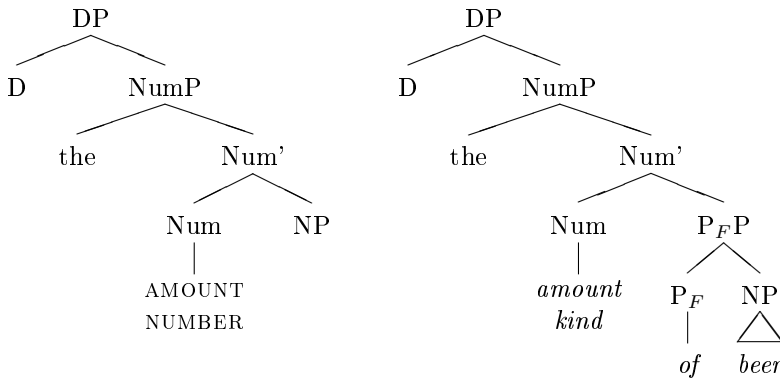 DP DP
D NumP D NumP
the Num' the Num'
Num NP Num P_F P
AMOUNT amount P_F NP
NUMBER kind
of beer